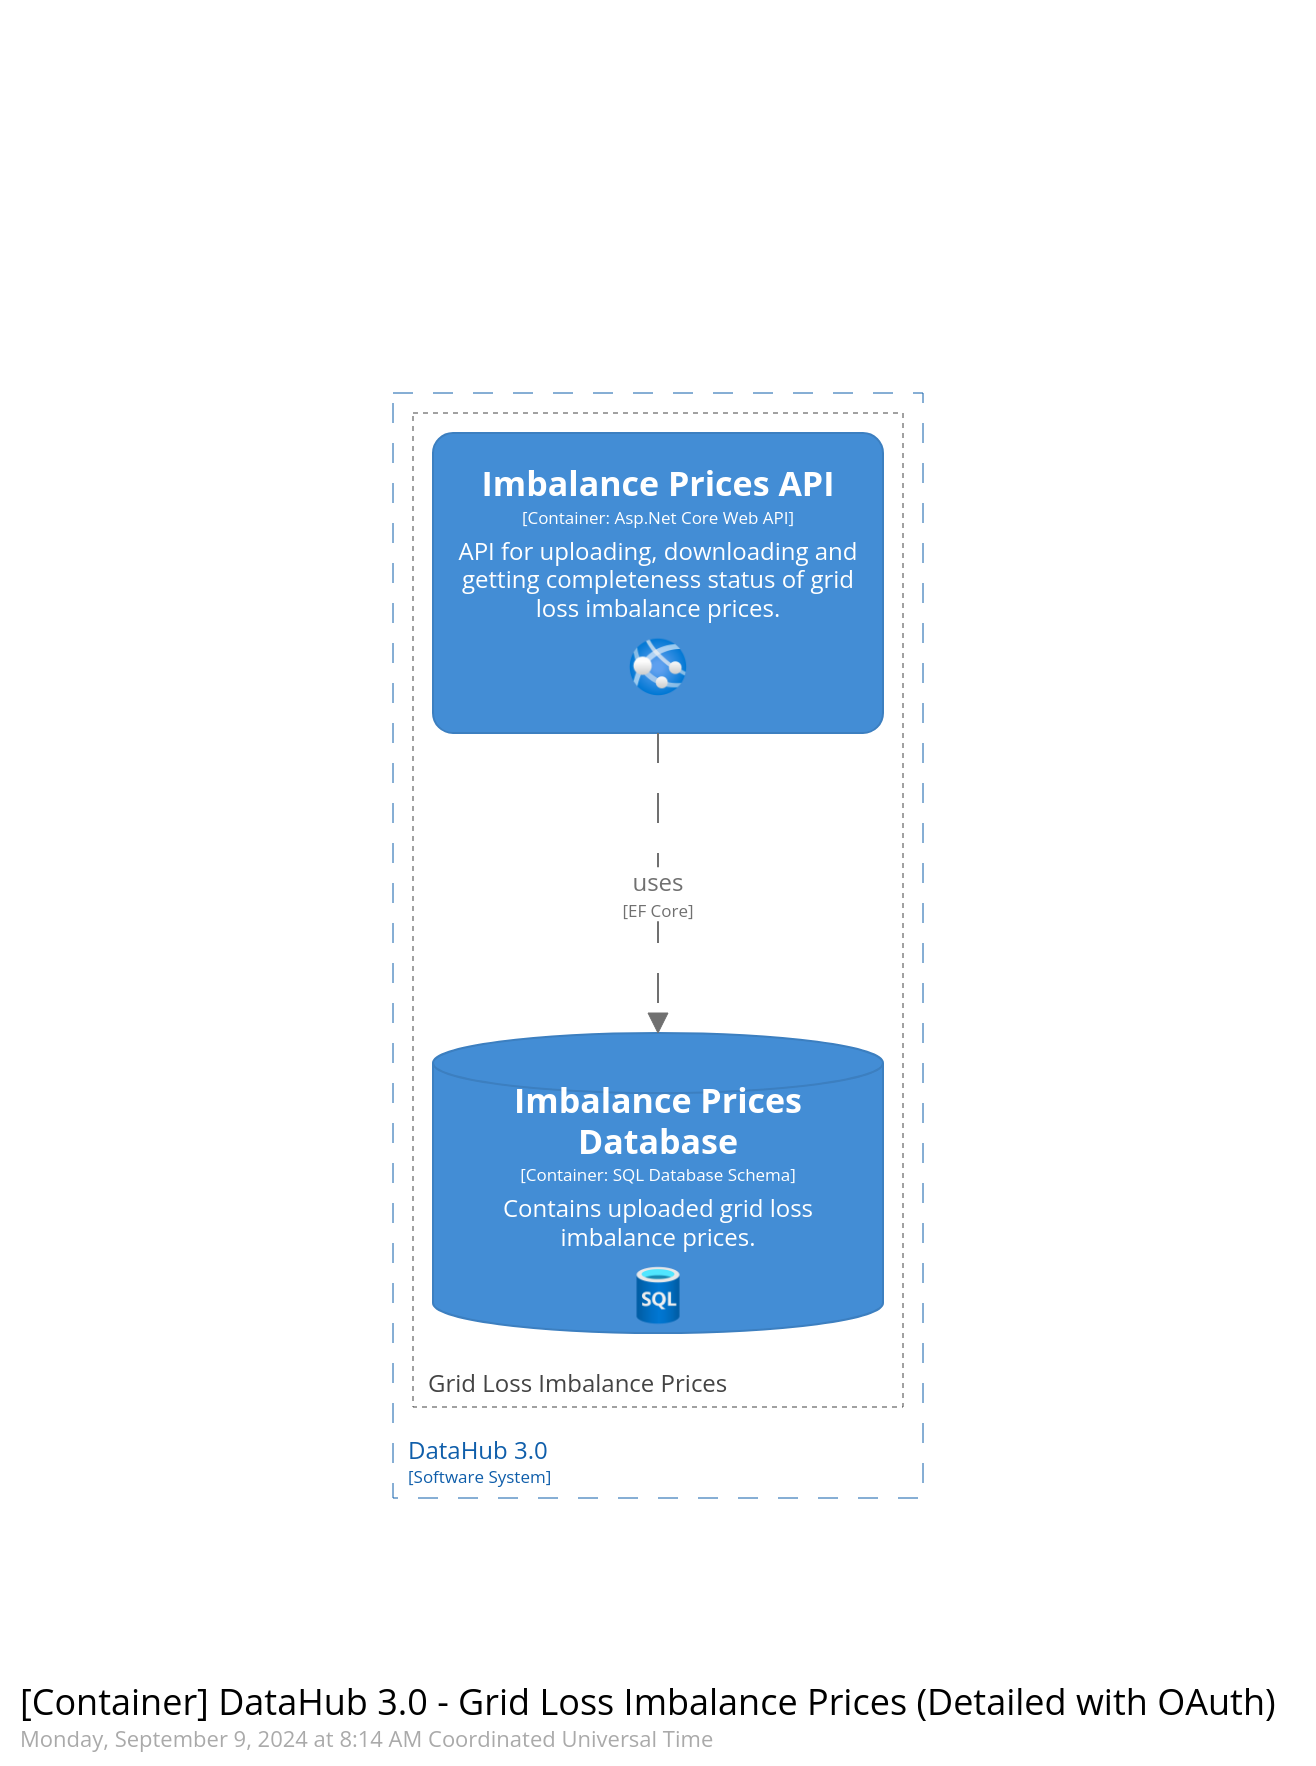 Imbalance Prices API
[Container: Asp.Net Core Web API]
API for uploading, downloading and
getting completeness status of grid
loss imbalance prices.
uses
[EF Core]
Imbalance Prices
Database
[Container: SQL Database Schema]
Contains uploaded grid loss
imbalance prices.
SQL
Grid Loss Imbalance Prices
DataHub 3.0
[Software System]
[Container] DataHub 3.0 - Grid Loss Imbalance Prices (Detailed with OAuth)
Monday, September 9, 2024 at 8:14 AM Coordinated Universal Time